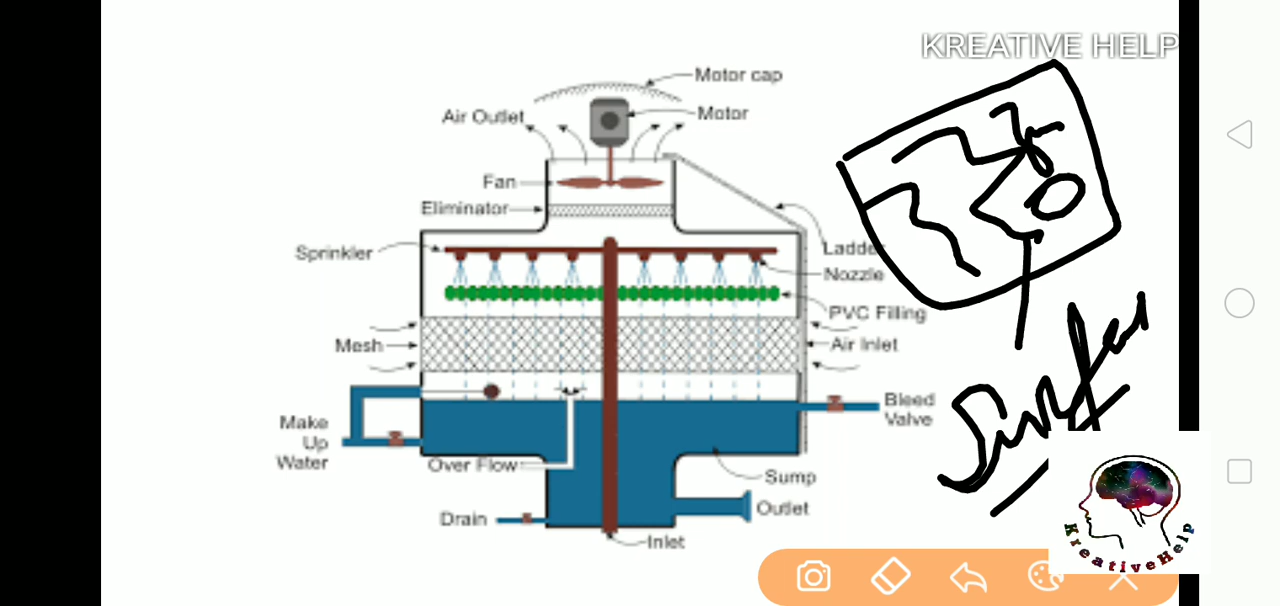 KREATIVE HELP
Motor cap
Air Outlet
Motor
Fan
Eliminator
Sprinkler
Ladder
Nozzle
PVC Filling
Mesh
Air Inlet
Bleed
Valve
Make
Up
Water
Over Flow
Sump
Outlet
Drain
Inlet
KreativeHelp